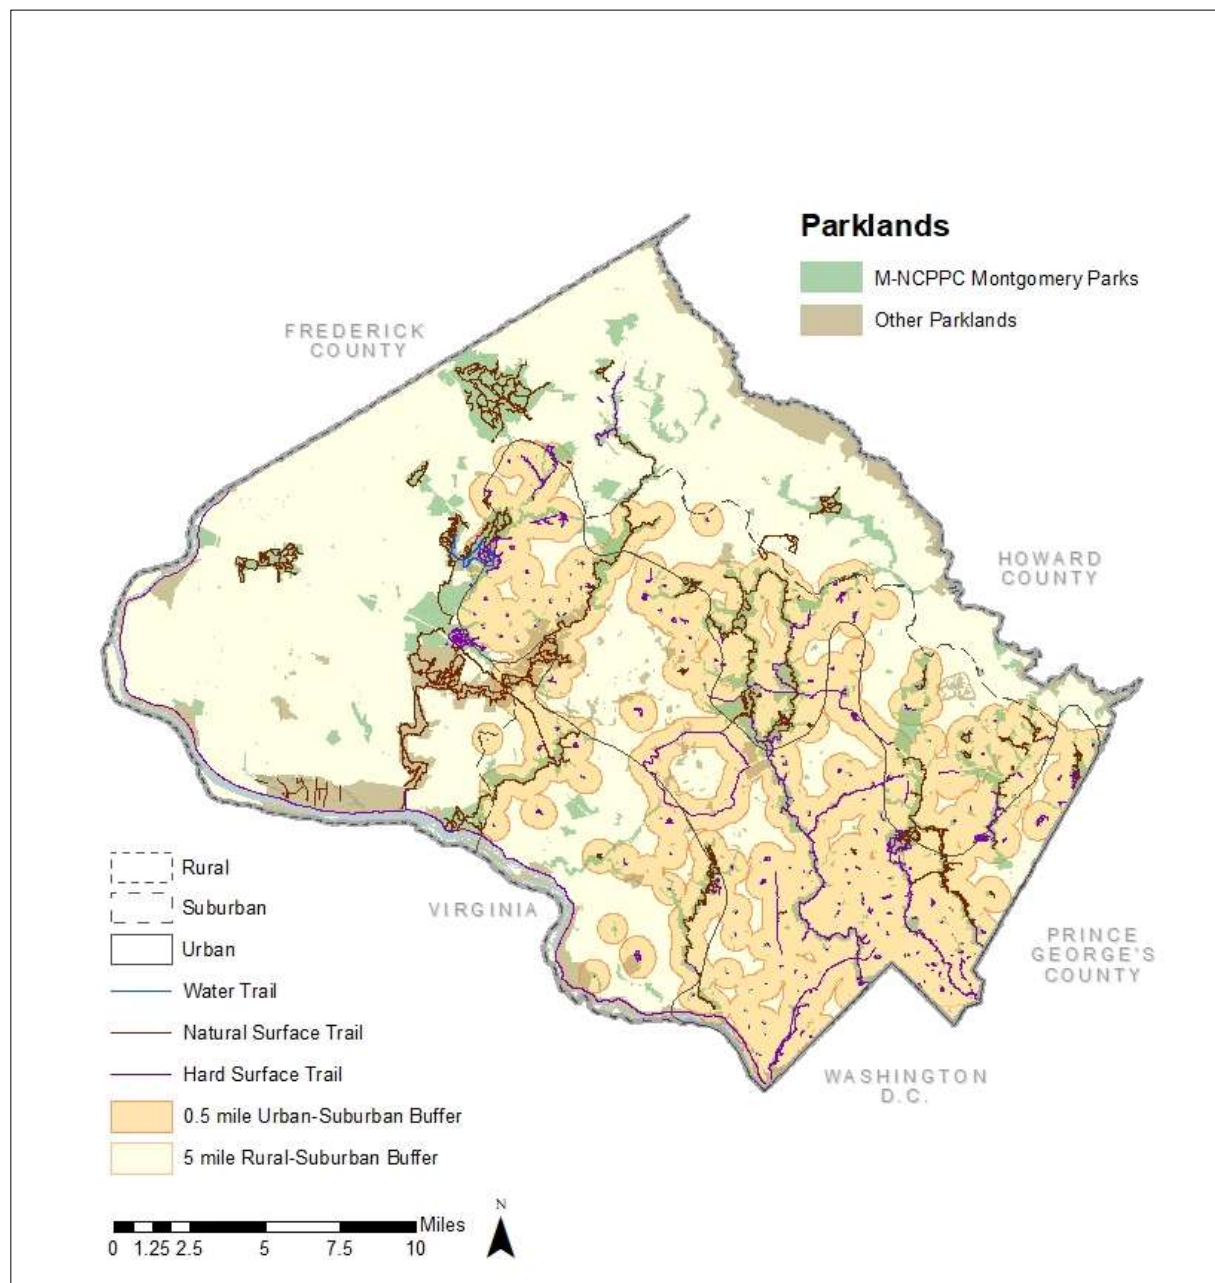 Parklands
M-NCPPC Montgomery Parks
Other Parklands
FREDERICK
COUNTY
HOWARD
COUNTY
VIRGINIA
PRINCE
GEORGE'S
COUNTY
WASHINGTON
D.C.
Rural
Suburban
Urban
Water Trail
Natural Surface Trail
Hard Surface Trail
0.5 mile Urban-Suburban Buffer
5 mile Rural-Suburban Buffer
N
Miles
0 1.25 2.5 5 7.5 10